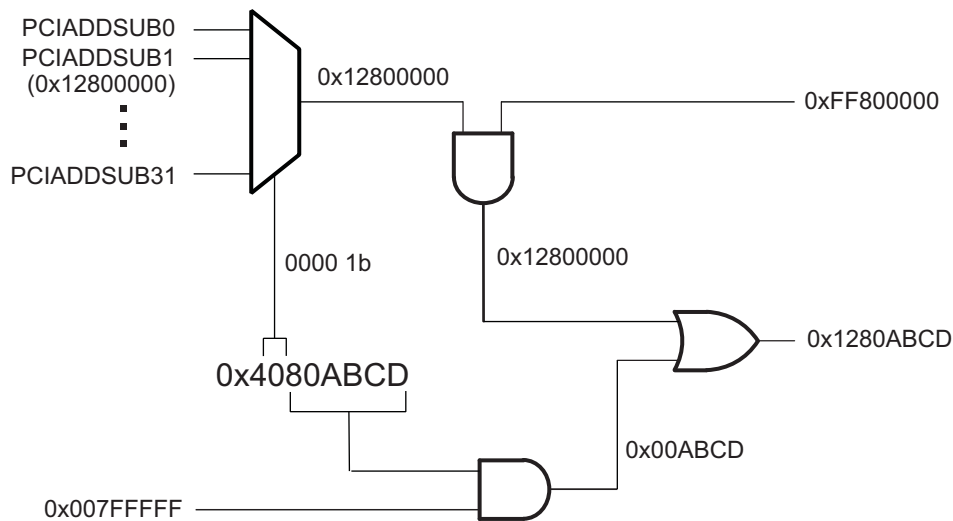 PCIADDSUB0
PCIADDSUB1
(0x12800000)
PCIADDSUB31
0x12800000
0xFF800000
0000 1b
0x12800000
0x4080ABCD
0x1280ABCD
0x00ABCD
0x007FFFFF